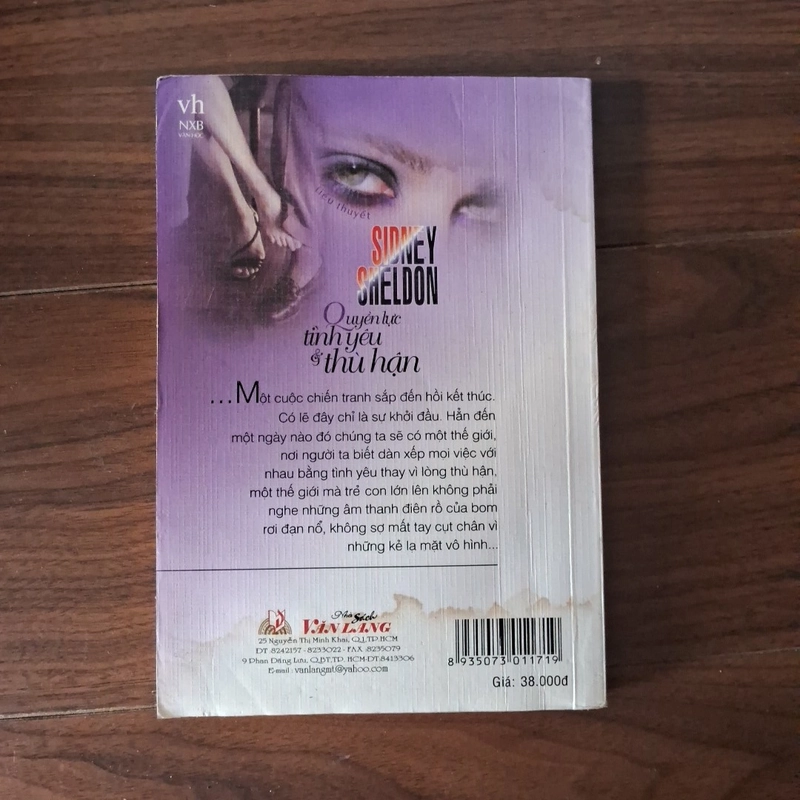 vh
NXB
VĂN HỌC
tiểu thuyết
SIDNEY
SHELDON
Quyền lực
tình yêu
& thù hận
...Một cuộc chiến tranh sắp đến hồi kết thúc.
Có lẽ đây chỉ là sự khởi đầu. Hẳn đến
một ngày nào đó chúng ta sẽ có một thế giới,
nơi người ta biết dàn xếp mọi việc với
nhau bằng tình yêu thay vì lòng thù hận,
một thế giới mà trẻ con lớn lên không phải
nghe những âm thanh điên rồ của bom
rơi đạn nổ, không sợ mất tay cụt chân vì
những kẻ lạ mặt vô hình...
Nhà Sách
VĂN LANG
25 Nguyễn Thị Minh Khai, Q.1,TP.HCM
ĐT :8242157 - 8233022 - FAX :8235079
9 Phan Đăng Lưu, Q.BT,TP. HCM-ĐT:8413306
E-mail : vanlangmt@yahoo.com
8 935073 011719
Giá: 38.000đ